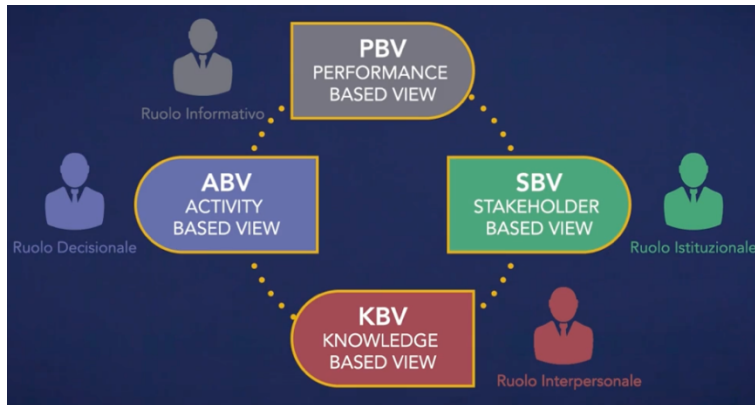 PBV
PERFORMANCE
BASED VIEW
Ruolo Informativo
ABV
ACTIVITY
BASED VIEW
Ruolo Decisionale
SBV
STAKEHOLDER
BASED VIEW
Ruolo Istituzionale
KBV
KNOWLEDGE
BASED VIEW
Ruolo Interpersonale